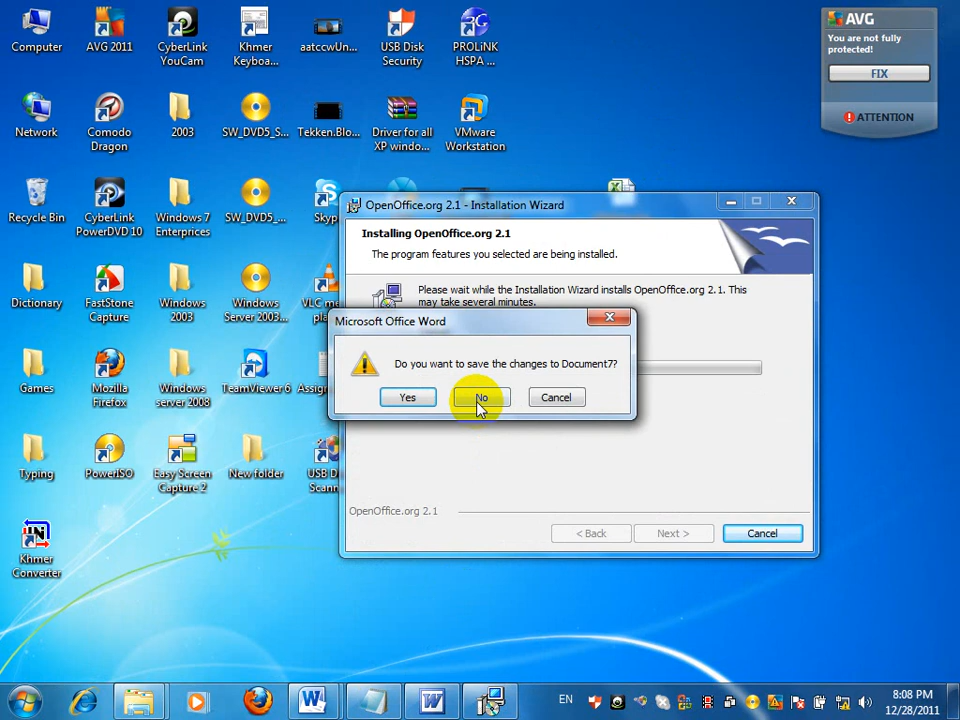 Computer
AVG 2011
CyberLink
YouCam
Khmer
Keyboa...
aatccwUn...
USB Disk
Security
PROLiNK
HSPA ...
AVG
You are not fully
protected!
FIX
ATTENTION
Network
Comodo
Dragon
2003
SW_DVD5_S...
Tekken.Blo...
Driver for all
XP windo...
VMware
Workstation
Recycle Bin
CyberLink
PowerDVD 10
Windows 7
Enterprices
SW_DVD5_...
Skyp
OpenOffice.org 2.1 - Installation Wizard
Installing OpenOffice.org 2.1
The program features you selected are being installed.
Please wait while the Installation Wizard installs OpenOffice.org 2.1. This
may take several minutes.
Dictionary
FastStone
Capture
Windows
2003
Windows
Server 2003...
VLC m
pla
Microsoft Office Word
Do you want to save the changes to Document7?
Yes
No
Cancel
Games
Mozilla
Firefox
Windows
server 2008
TeamViewer 6
Assig
Typing
PowerISO
Easy Screen
Capture 2
New folder
USB D
Scann
OpenOffice.org 2.1
< Back
Next >
Cancel
Khmer
Converter
EN
8:08 PM
12/28/2011